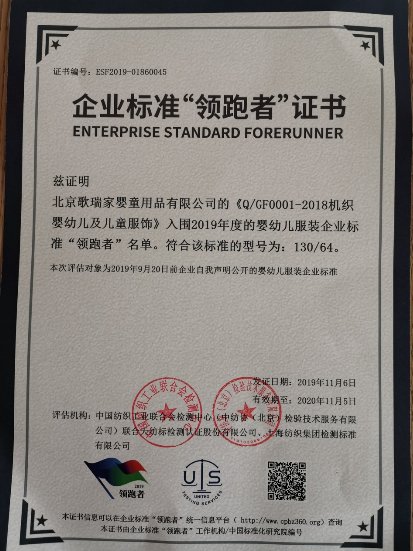 证书编号：ESF2019-01860045
企业标准“领跑者”证书
ENTERPRISE STANDARD FORERUNNER
兹证明
北京歌瑞家婴童用品有限公司的《Q/GF0001-2018机织
婴幼儿及儿童服饰》入围2019年度的婴幼儿服装企业标
准“领跑者”名单。符合该标准的型号为：130/64。
本次评估对象为2019年9月20日前企业自我声明公开的婴幼儿服装企业标准
发证日期：2019年11月6日
有效期至：2020年11月5日
评估机构：中国纺织工业联合会检测中心（中纺协（北京）检验技术服务有限
公司）联合天纺标检测认证股份有限公司、上海纺织集团检测标准
有限公司
2019
领跑者
UTS
UNITED
TESTING SERVICES
本证书信息可以在企业标准“领跑者”统一信息平台（http://www.cpbz360.org）查询
本证书由企业标准“领跑者”工作机构/中国标准化研究院编号